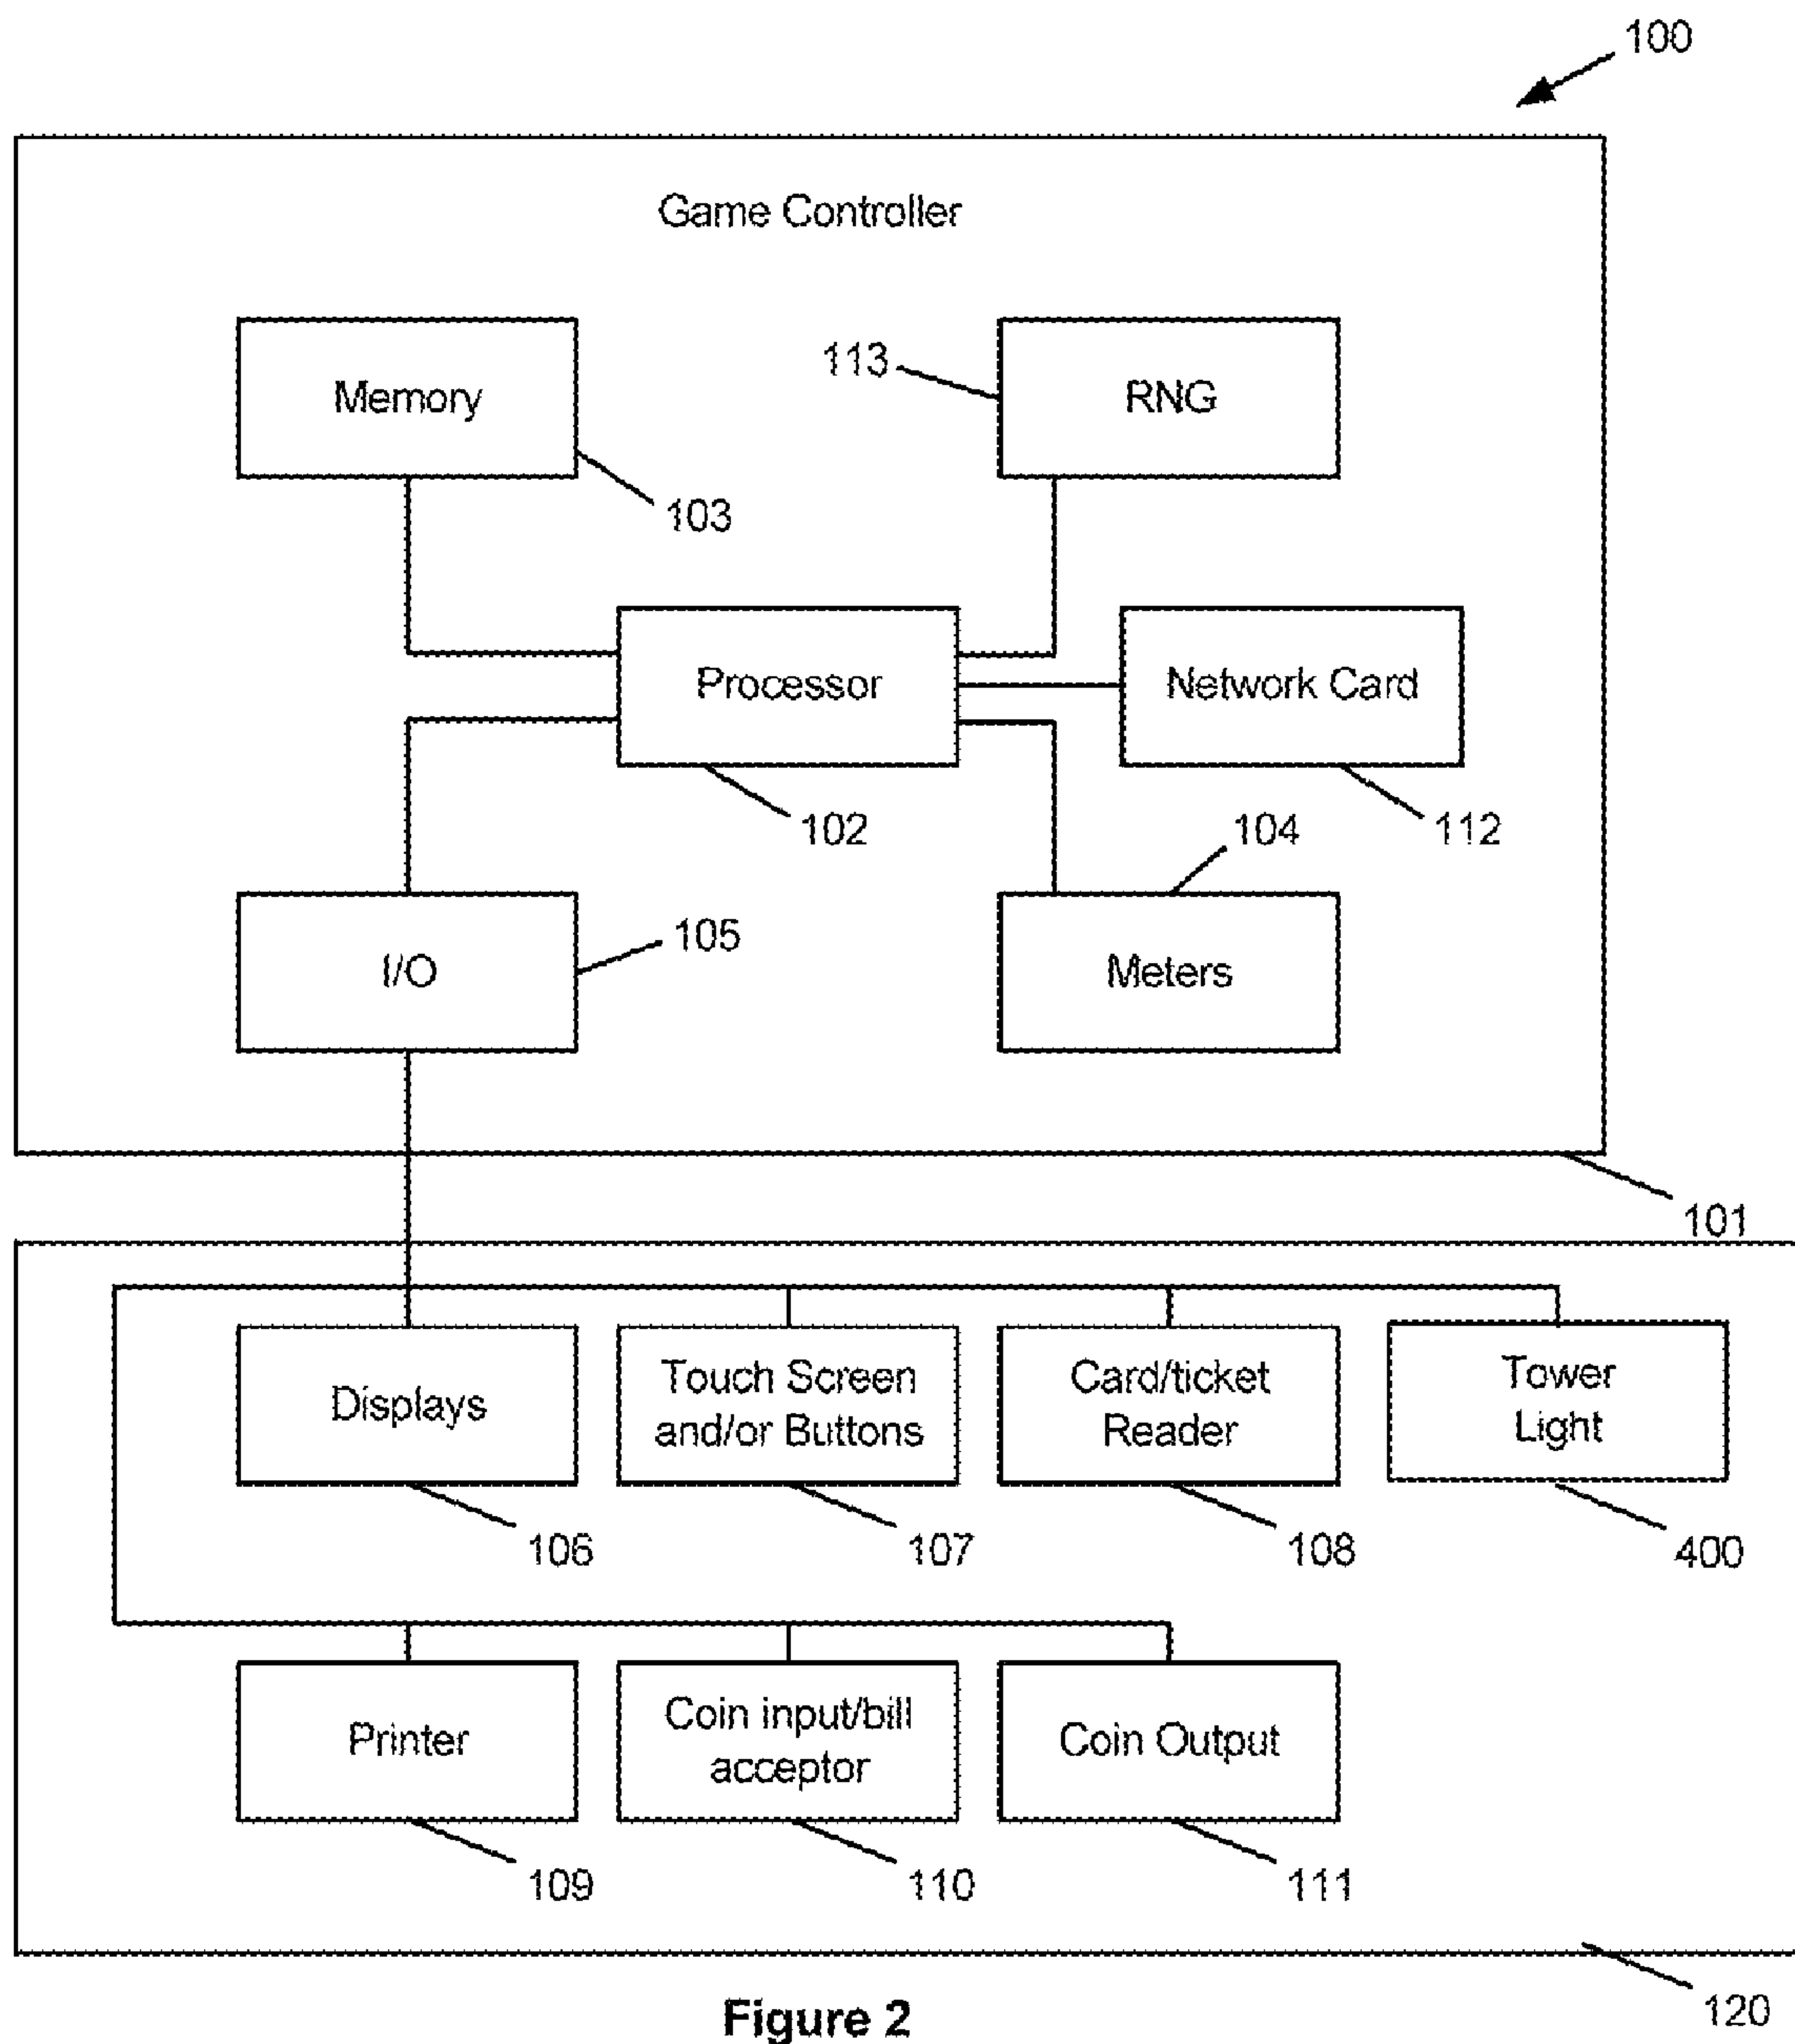 100
Game Controller
Memory
113
RNG
103
Processor
Network Card
102
104
112
I/O
105
Meters
101
Displays
Touch Screen
and/or Buttons
Card/ticket
Reader
Tower
Light
106
107
108
400
Printer
Coin input/bill
acceptor
Coin Output
109
110
111
120
Figure 2